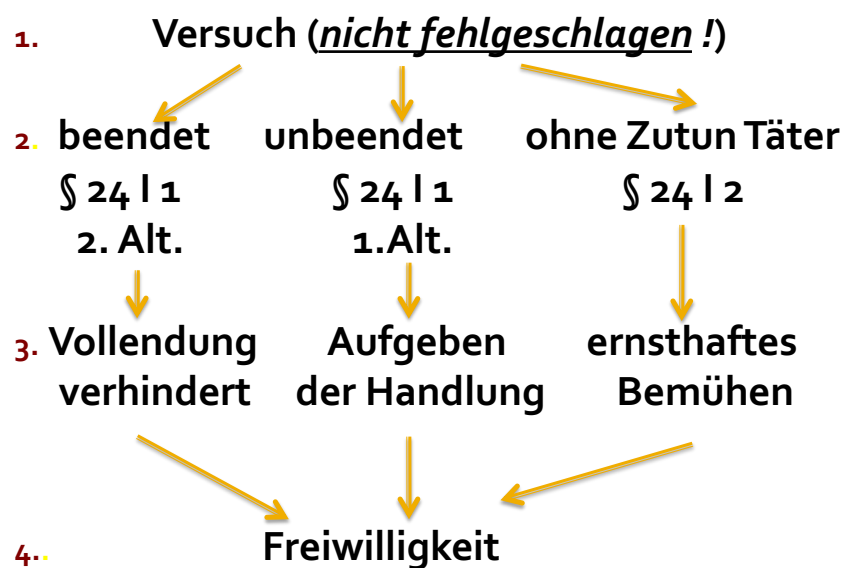 1. Versuch (nicht fehlgeschlagen !)
2. beendet unbeendet ohne Zutun Täter
§ 24 I 1 § 24 I 1 § 24 I 2
2. Alt. 1.Alt.
3. Vollendung Aufgeben ernsthaftes
verhindert der Handlung Bemühen
4.. Freiwilligkeit